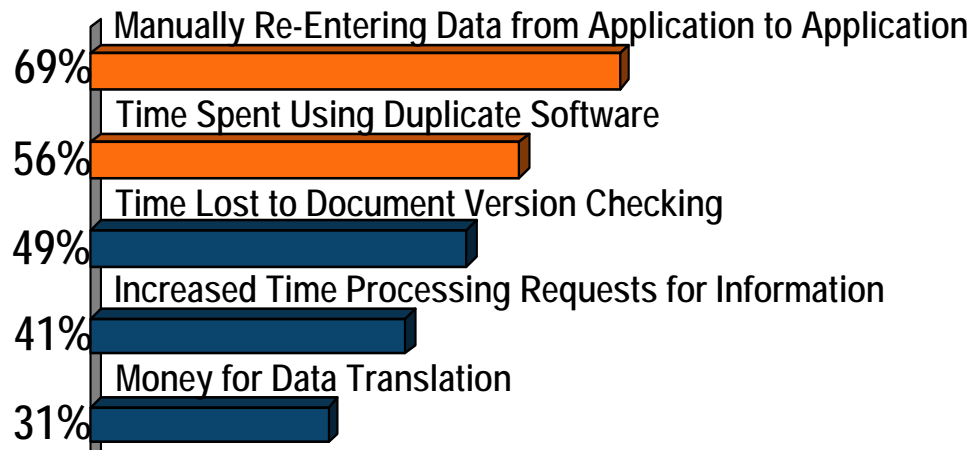 Manually Re-Entering Data from Application to Application
69%
Time Spent Using Duplicate Software
56%
Time Lost to Document Version Checking
49%
Increased Time Processing Requests for Information
41%
Money for Data Translation
31%